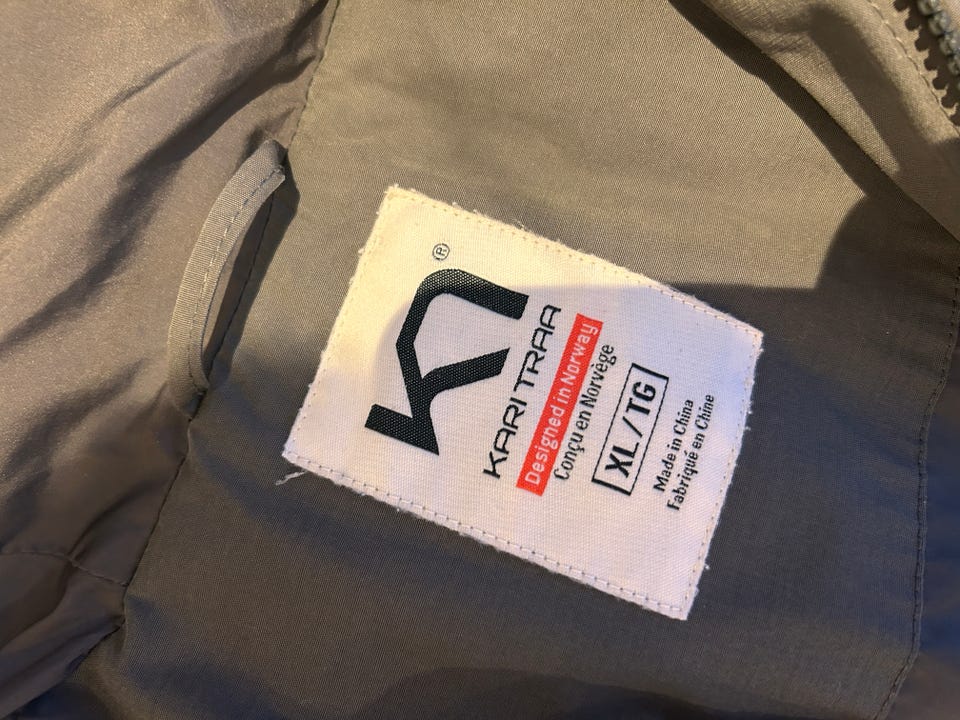 ®
KARI TRAA
Designed in Norway
Conçu en Norvège
XL/TG
Made in China
Fabriqué en Chine